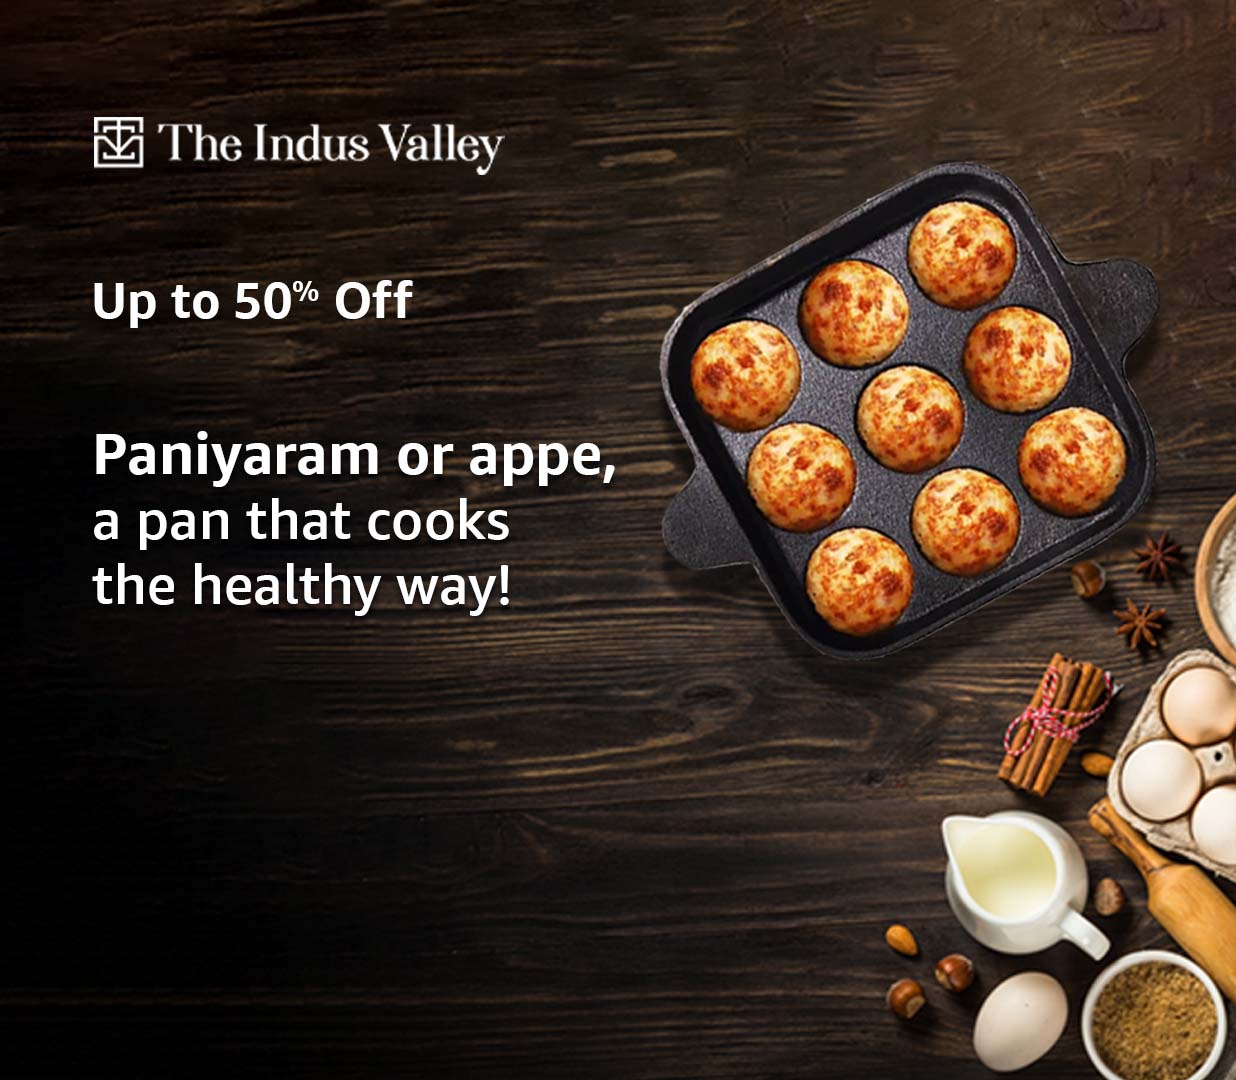 The Indus Valley
Up to 50% Off
Paniyaram or appe,
a pan that cooks
the healthy way!